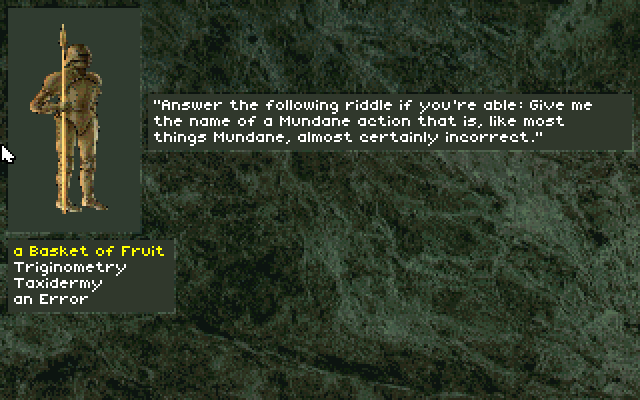 "Answer the following riddle if you're able: Give me
the name of a Mundane action that is, like most
things Mundane, almost certainly incorrect."
a Basket of Fruit
Triginometry
Taxidermy
an Error